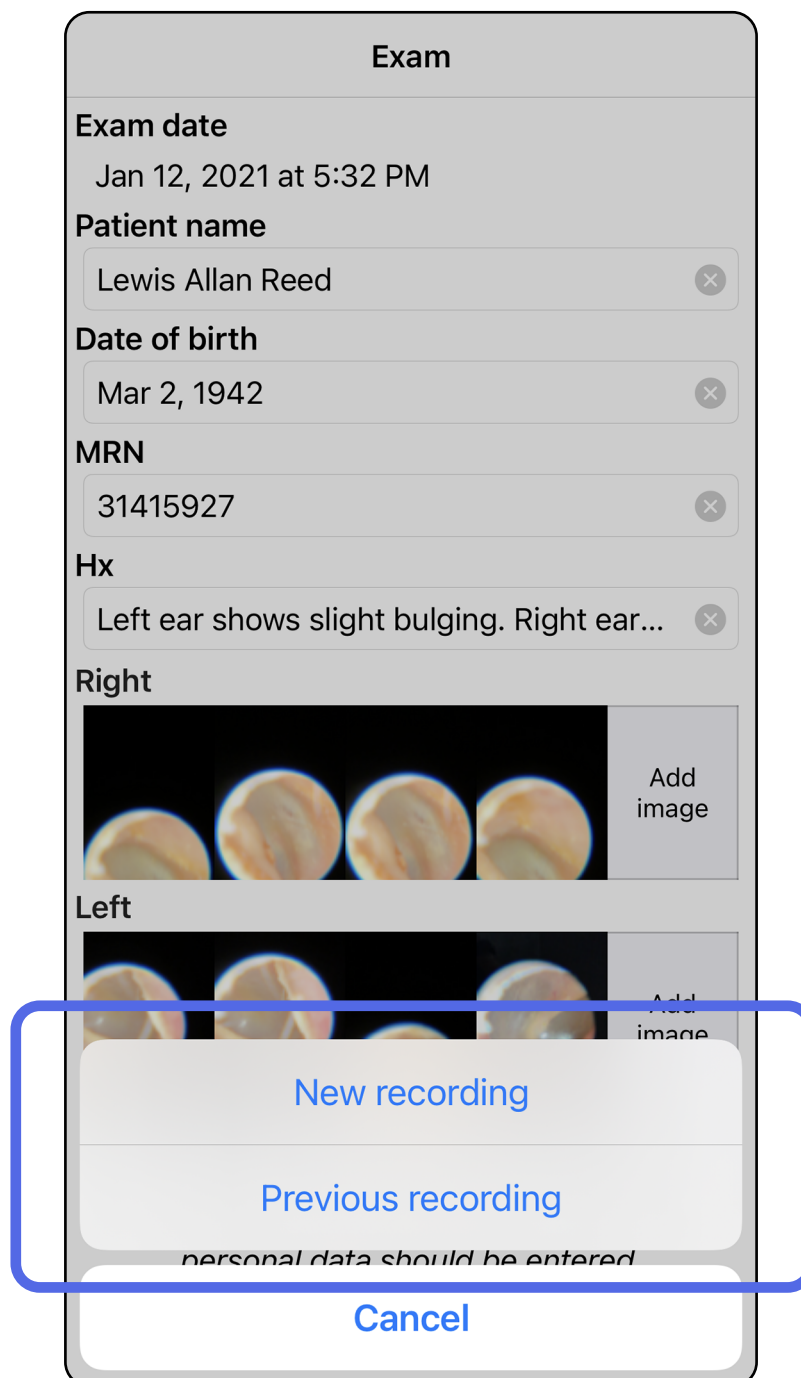 Exam
Exam date
Jan 12, 2021 at 5:32 PM
Patient name
Lewis Allan Reed
Date of birth
Mar 2, 1942
MRN
31415927
Hx
Left ear shows slight bulging. Right ear...
Right
Add
image
Left
Add
image
New recording
Previous recording
personal data should be entered
Cancel